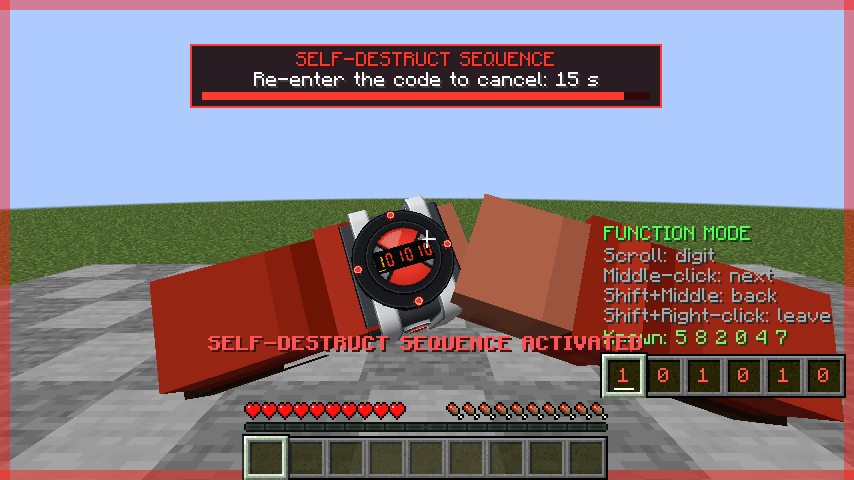 SELF-DESTRUCT SEQUENCE
Re-enter the code to cancel: 15 s
101010
FUNCTION MODE
Scroll: digit
Middle-click: next
Shift+Middle: back
Shift+Right-click: leave
Known: 5 8 2 0 4 7
SELF-DESTRUCT SEQUENCE ACTIVATED
1 0 1 0 1 0